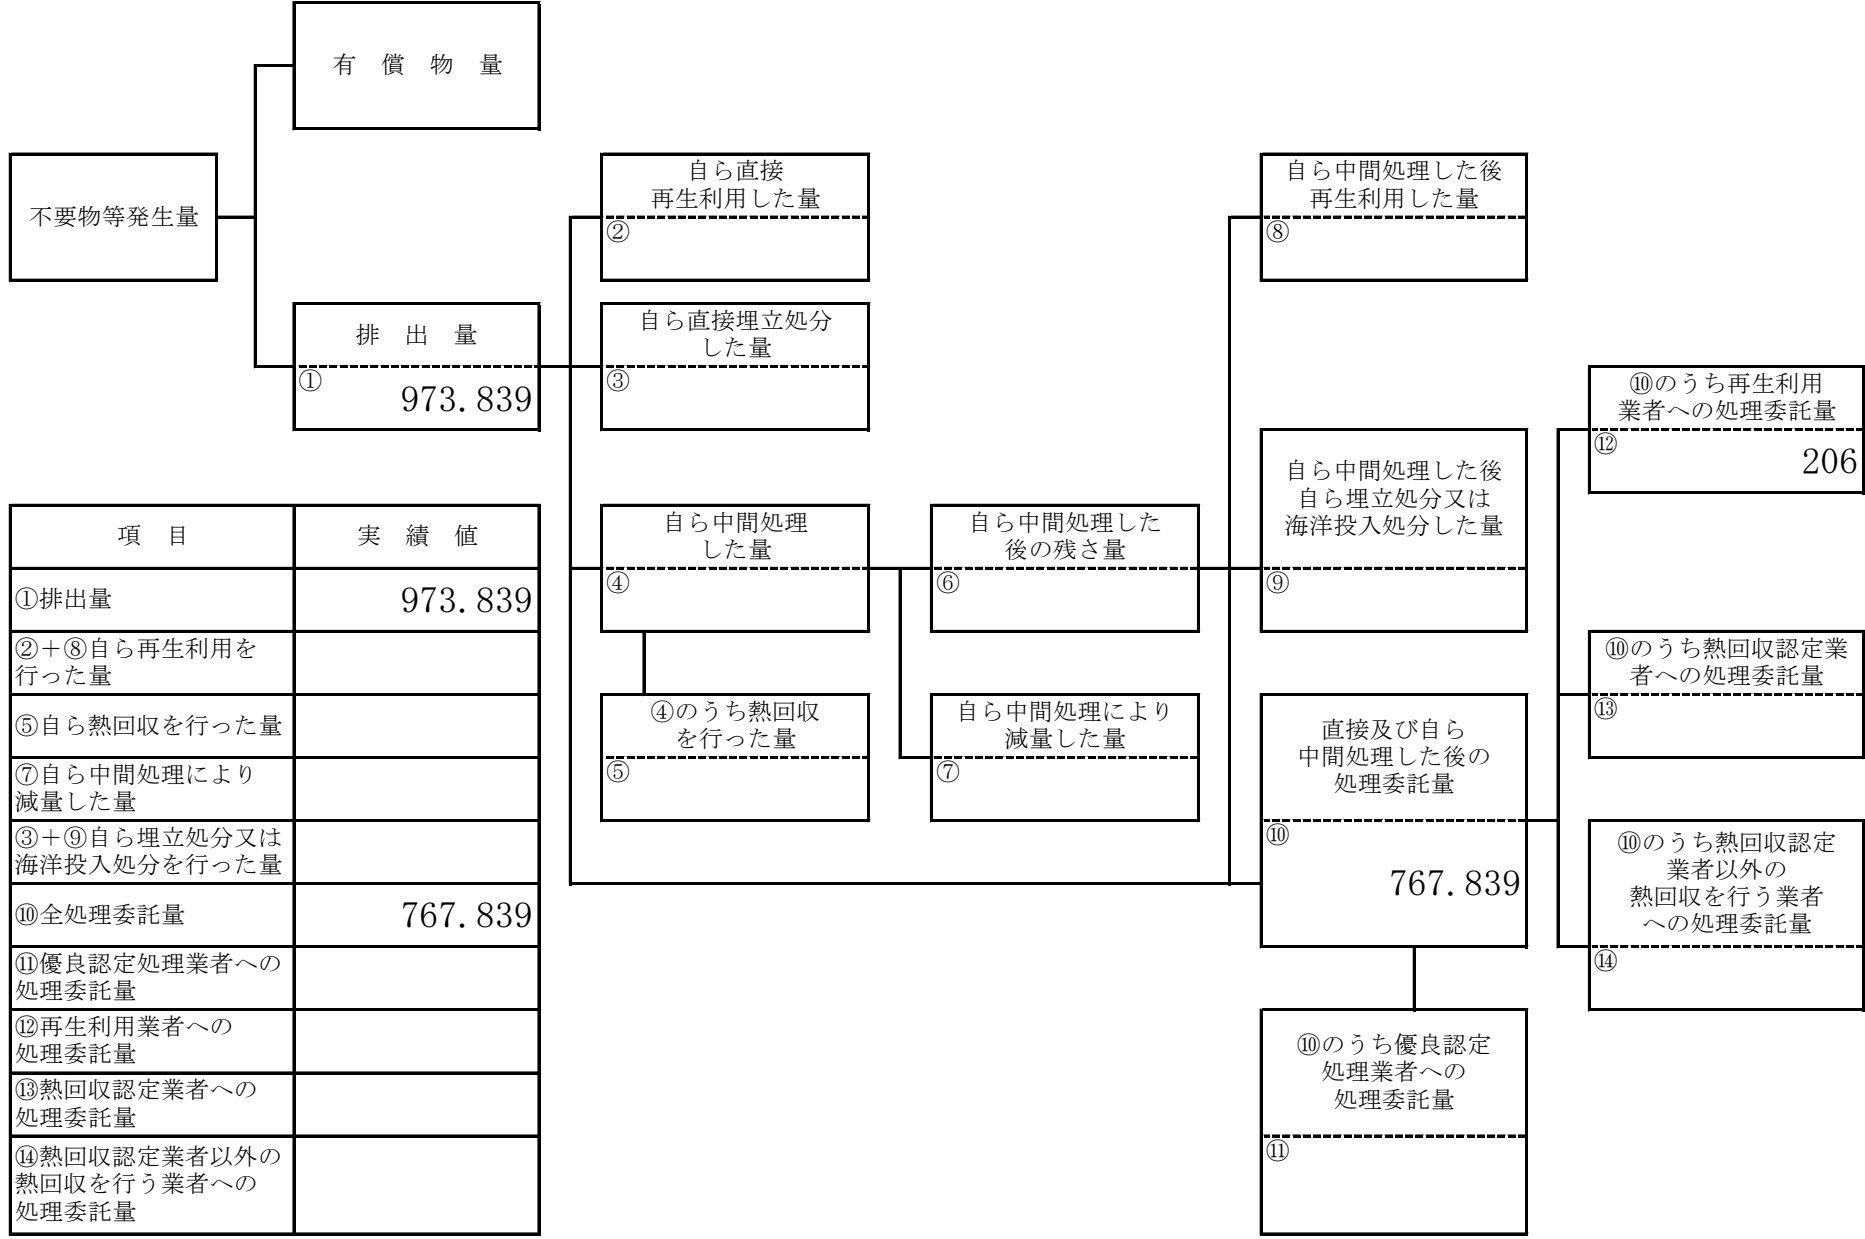 有 償 物 量
不要物等発生量
排 出 量
①
973.839
自ら直接
再生利用した量
②
自ら直接埋立処分
した量
③
自ら中間処理
した量
④
④のうち熱回収
を行った量
⑤
自ら中間処理した
後の残さ量
⑥
自ら中間処理により
減量した量
⑦
自ら中間処理した後
再生利用した量
⑧
自ら中間処理した後
自ら埋立処分又は
海洋投入処分した量
⑨
直接及び自ら
中間処理した後の
処理委託量
⑩
767.839
⑩のうち優良認定
処理業者への
処理委託量
⑪
⑩のうち再生利用
業者への処理委託量
⑫
206
⑩のうち熱回収認定業
者への処理委託量
⑬
⑩のうち熱回収認定
業者以外の
熱回収を行う業者
への処理委託量
⑭
項 目 実 績 値
①排出量 973.839
②＋⑧自ら再生利用を
行った量
⑤自ら熱回収を行った量
⑦自ら中間処理により
減量した量
③＋⑨自ら埋立処分又は
海洋投入処分を行った量
⑩全処理委託量 767.839
⑪優良認定処理業者への
処理委託量
⑫再生利用業者への
処理委託量
⑬熱回収認定業者への
処理委託量
⑭熱回収認定業者以外の
熱回収を行う業者への
処理委託量